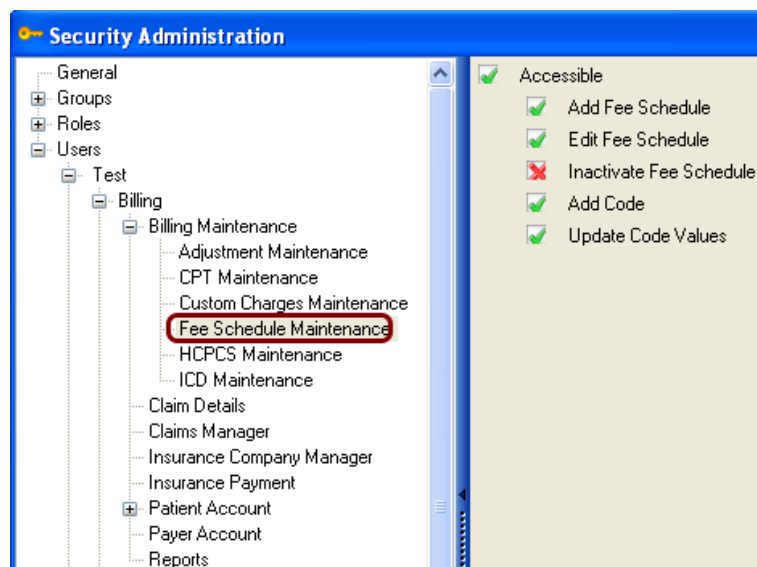 Security Administration
General
Groups
Roles
Users
Test
Billing
Billing Maintenance
Adjustment Maintenance
CPT Maintenance
Custom Charges Maintenance
Fee Schedule Maintenance
HCPCS Maintenance
ICD Maintenance
Claim Details
Claims Manager
Insurance Company Manager
Insurance Payment
Patient Account
Payer Account
Reports
Accessible
Add Fee Schedule
Edit Fee Schedule
Inactivate Fee Schedule
Add Code
Update Code Values